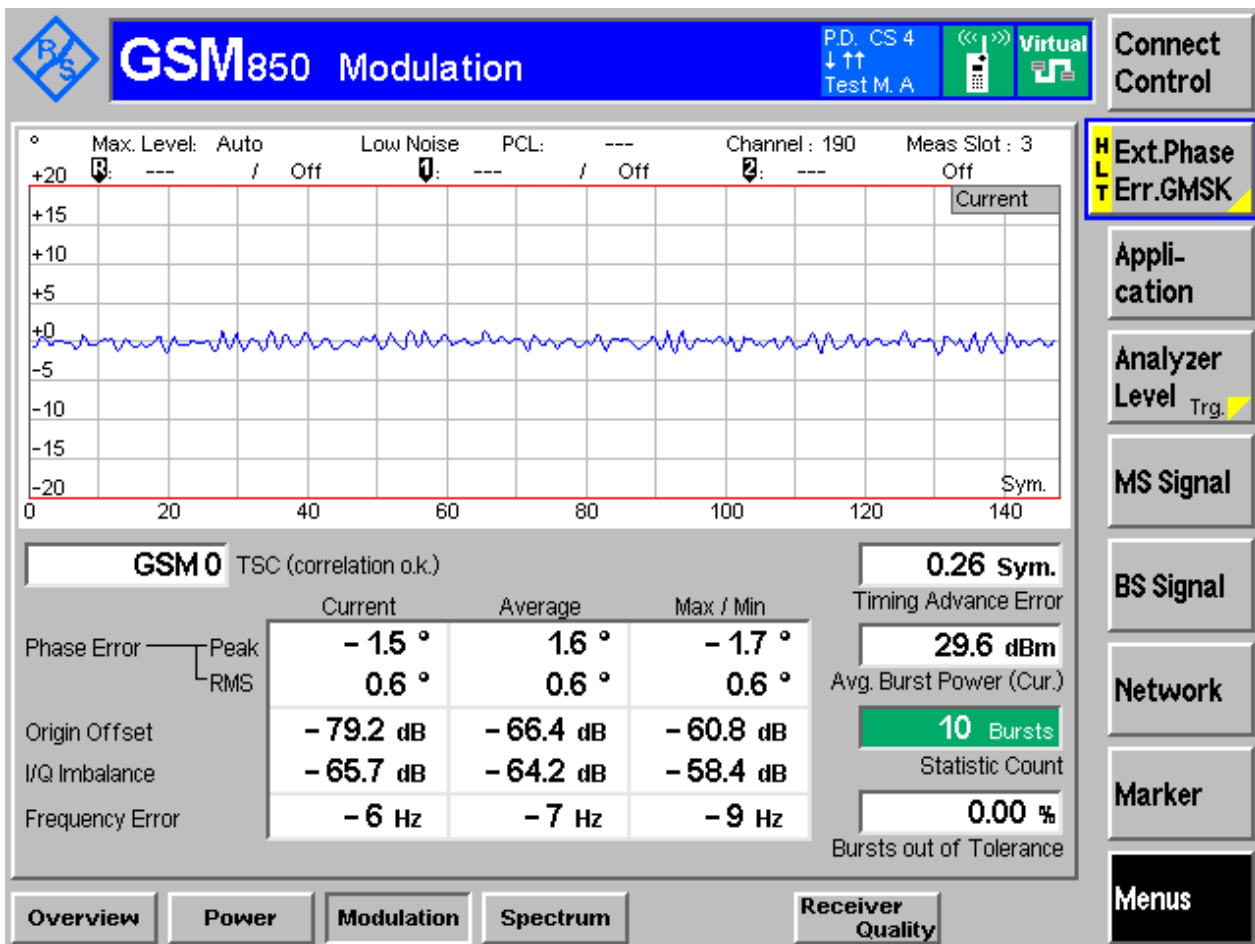 R/S
GSM850 Modulation
P.D. CS 4
Test M. A
Virtual
Connect Control
° Max. Level: Auto Low Noise PCL: --- Channel : 190 Meas Slot : 3
R: --- / Off 1: --- / Off 2: --- Off
Current
+20
+15
+10
+5
+0
-5
-10
-15
-20
Sym.
0 20 40 60 80 100 120 140
HLT
Ext.Phase
Err.GMSK
Appli-
cation
Analyzer
Level Trg.
MS Signal
BS Signal
Network
Marker
Menus
GSM 0 TSC (correlation o.k.)
Current Average Max / Min
Phase Error Peak -1.5 ° 1.6 ° -1.7 °
RMS 0.6 ° 0.6 ° 0.6 °
Origin Offset -79.2 dB -66.4 dB -60.8 dB
I/Q Imbalance -65.7 dB -64.2 dB -58.4 dB
Frequency Error -6 Hz -7 Hz -9 Hz
0.26 Sym.
Timing Advance Error
29.6 dBm
Avg. Burst Power (Cur.)
10 Bursts
Statistic Count
0.00 %
Bursts out of Tolerance
Overview Power Modulation Spectrum Receiver
Quality